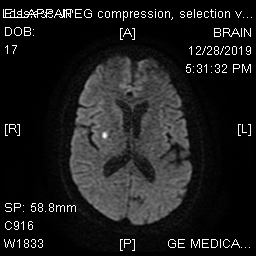 JPEG compression, selection v...
DOB:
[A]
BRAIN
17
12/28/2019
5:31:32 PM
[R]
[L]
SP: 58.8mm
C916
W1833
[P]
GE MEDICA...